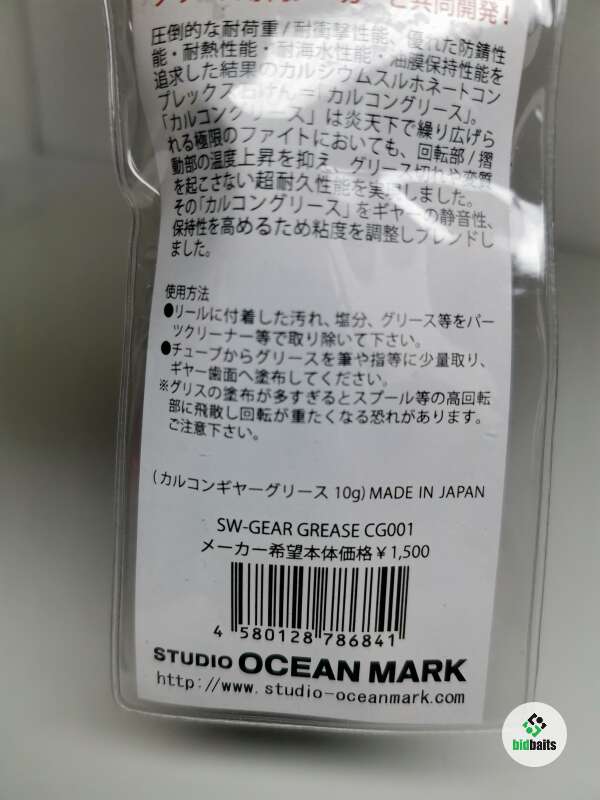 と共同開発！
圧倒的な耐荷重/耐衝撃性能、優れた防錆性
能・耐熱性能・耐海水性能・油膜保持性能を
追求した結果のカルシウムスルホネートコン
プレックス石けん＝「カルコングリース」。
「カルコングリース」は炎天下で繰り広げら
れる極限のファイトにおいても、回転部/摺
動部の温度上昇を抑え、グリース切れや変質
を起こさない超耐久性能を実現しました。
その「カルコングリース」をギヤーの静音性、
保持性を高めるため粘度を調整しブレンドし
ました。
使用方法
●リールに付着した汚れ、塩分、グリース等をパー
ツクリーナー等で取り除いて下さい。
●チューブからグリースを筆や指等に少量取り、
ギヤー歯面へ塗布してください。
※グリスの塗布が多すぎるとスプール等の高回転
部に飛散し回転が重たくなる恐れがあります。
ご注意下さい。
(カルコンギヤーグリース 10g) MADE IN JAPAN
SW-GEAR GREASE CG001
メーカー希望本体価格￥1,500
4 580128 786841
STUDIO OCEAN MARK
http://www.studio-oceanmark.com
bidbaits